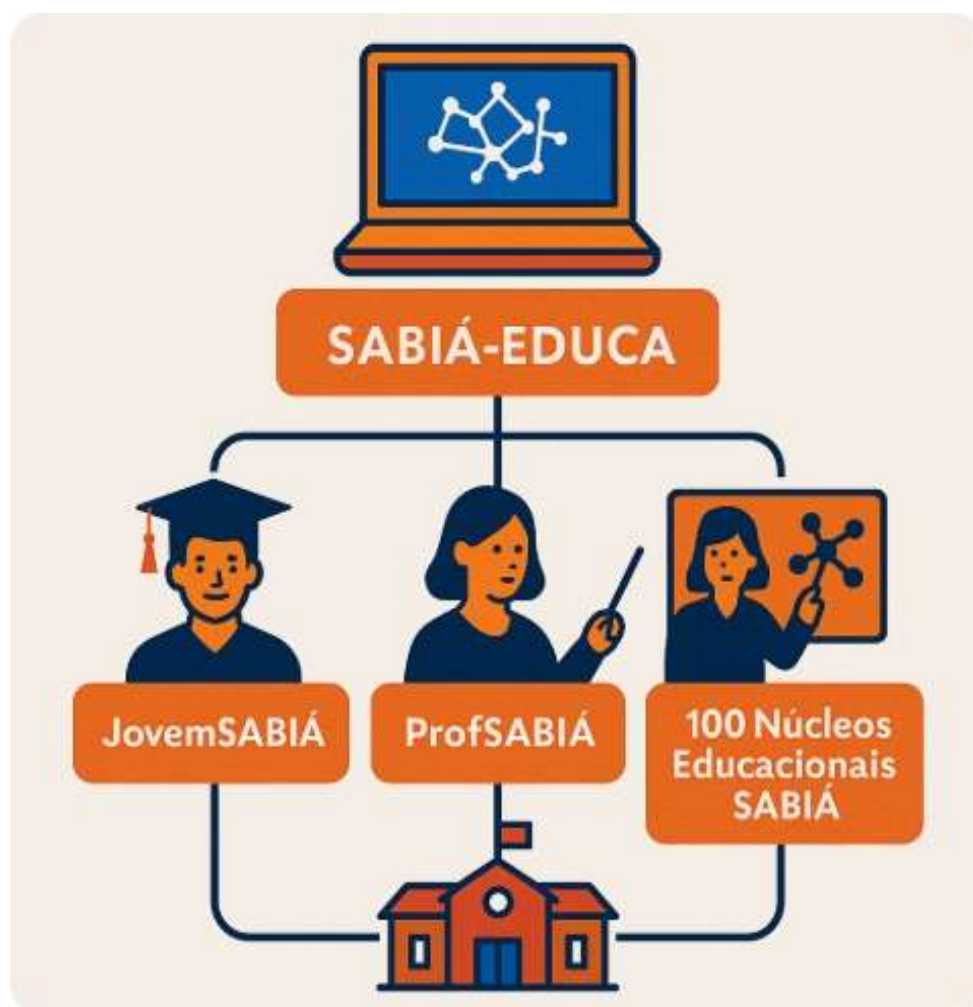 SABIÁ-EDUCA
JovemSABIÁ
ProfSABIÁ
100 Núcleos
Educacionais
SABIÁ